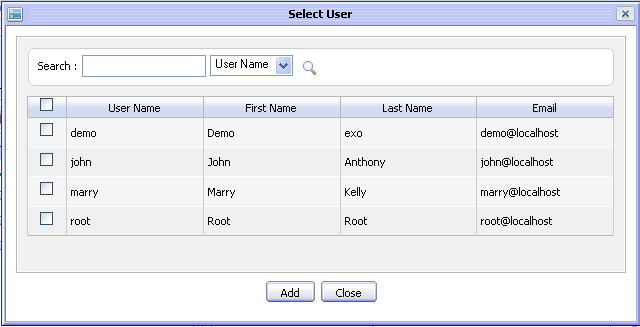 Select User
Search : User Name
User Name First Name Last Name Email
demo Demo exo demo@localhost
john John Anthony john@localhost
marry Marry Kelly marry@localhost
root Root Root root@localhost
Add Close